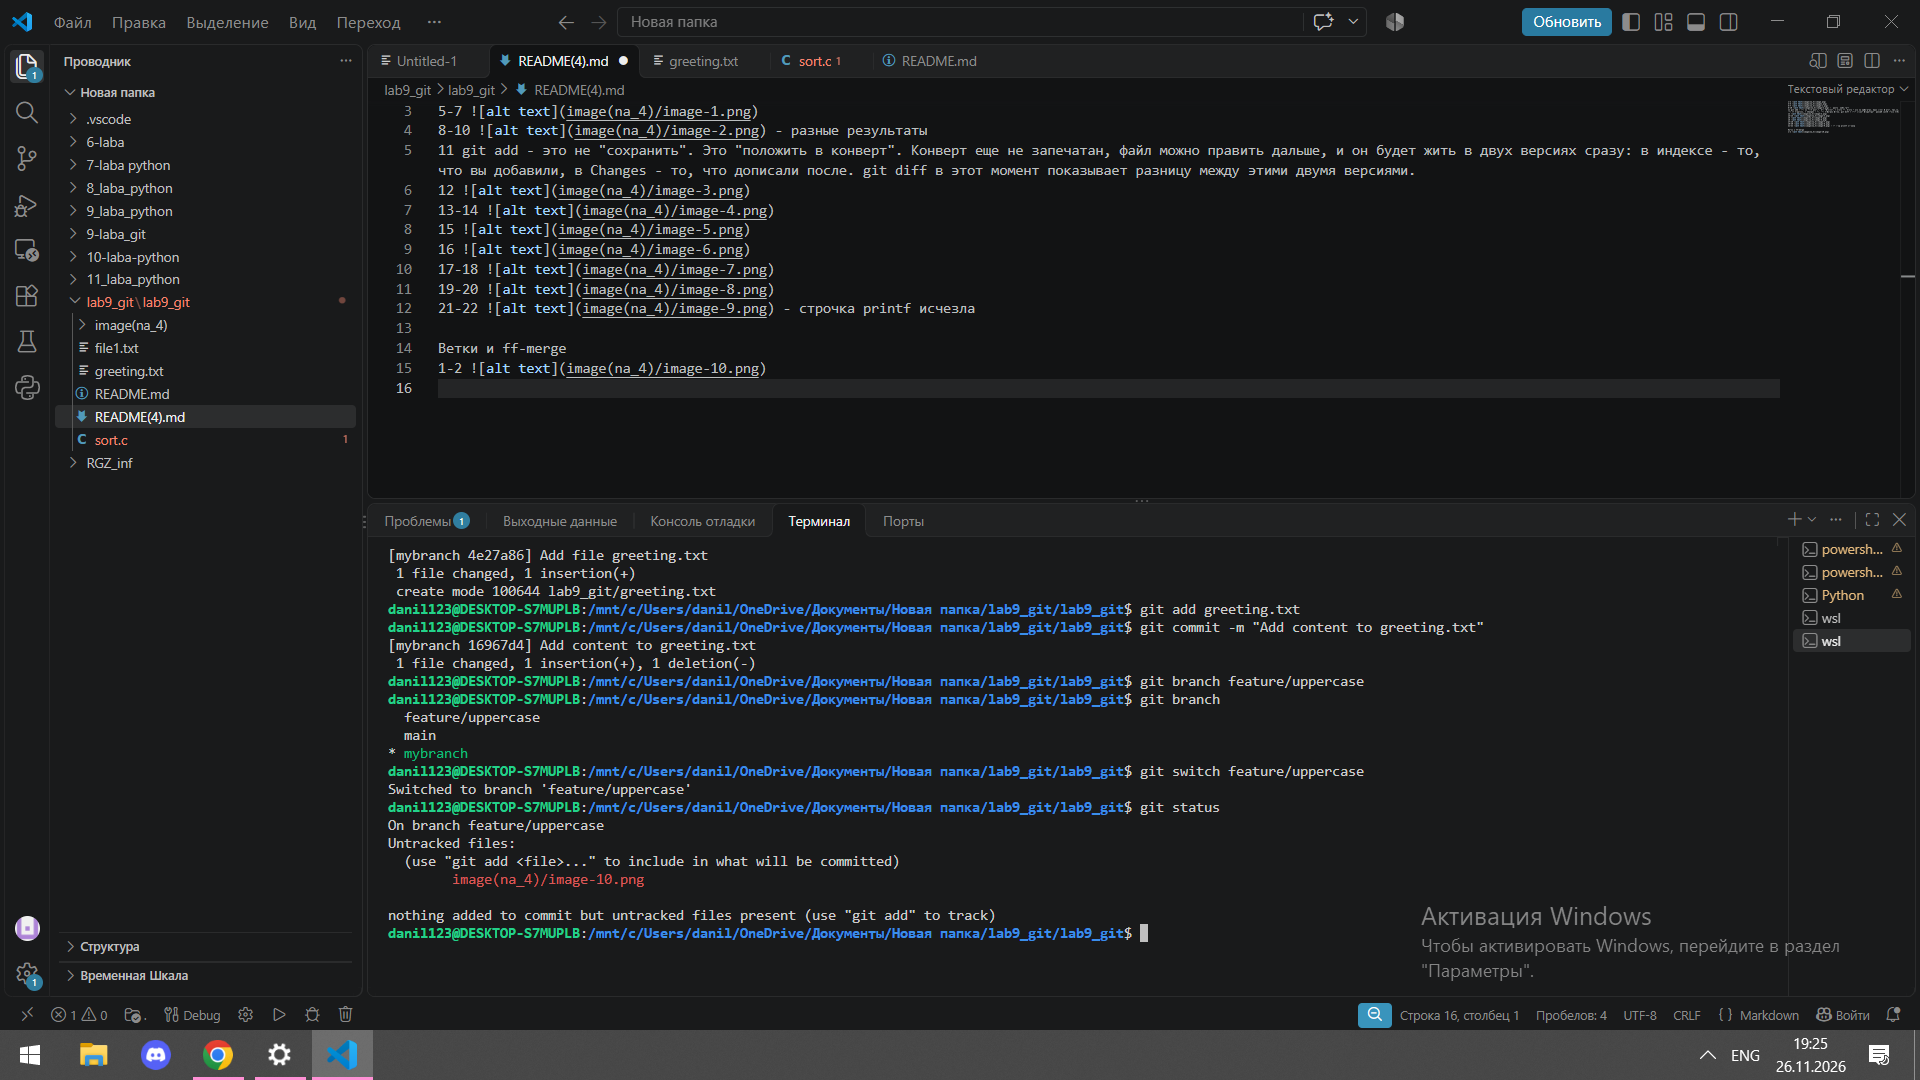 Файл Правка Выделение Вид Переход ···
Новая папка
Обновить
Проводник
Новая папка
.vscode
6-laba
7-laba python
8_laba_python
9_laba_python
9-laba_git
10-laba-python
11_laba_python
lab9_git\lab9_git
image(na_4)
file1.txt
greeting.txt
README.md
README(4).md
sort.c 1
RGZ_inf
Структура
Временная Шкала
Untitled-1 README(4).md greeting.txt sort.c 1 README.md
lab9_git > lab9_git > README(4).md
Текстовый редактор
3 5-7 ![alt text](image(na_4)/image-1.png)
4 8-10 ![alt text](image(na_4)/image-2.png) - разные результаты
5 11 git add - это не "сохранить". Это "положить в конверт". Конверт еще не запечатан, файл можно править дальше, и он будет жить в двух версиях сразу: в индексе - то,
что вы добавили, в Changes - то, что дописали после. git diff в этот момент показывает разницу между этими двумя версиями.
6 12 ![alt text](image(na_4)/image-3.png)
7 13-14 ![alt text](image(na_4)/image-4.png)
8 15 ![alt text](image(na_4)/image-5.png)
9 16 ![alt text](image(na_4)/image-6.png)
10 17-18 ![alt text](image(na_4)/image-7.png)
11 19-20 ![alt text](image(na_4)/image-8.png)
12 21-22 ![alt text](image(na_4)/image-9.png) - строчка printf исчезла
13
14 Ветки и ff-merge
15 1-2 ![alt text](image(na_4)/image-10.png)
16
Проблемы 1 Выходные данные Консоль отладки Терминал Порты
[mybranch 4e27a86] Add file greeting.txt
1 file changed, 1 insertion(+)
create mode 100644 lab9_git/greeting.txt
danil123@DESKTOP-S7MUPLB:/mnt/c/Users/danil/OneDrive/Документы/Новая папка/lab9_git/lab9_git$ git add greeting.txt
danil123@DESKTOP-S7MUPLB:/mnt/c/Users/danil/OneDrive/Документы/Новая папка/lab9_git/lab9_git$ git commit -m "Add content to greeting.txt"
[mybranch 16967d4] Add content to greeting.txt
1 file changed, 1 insertion(+), 1 deletion(-)
danil123@DESKTOP-S7MUPLB:/mnt/c/Users/danil/OneDrive/Документы/Новая папка/lab9_git/lab9_git$ git branch feature/uppercase
danil123@DESKTOP-S7MUPLB:/mnt/c/Users/danil/OneDrive/Документы/Новая папка/lab9_git/lab9_git$ git branch
feature/uppercase
main
* mybranch
danil123@DESKTOP-S7MUPLB:/mnt/c/Users/danil/OneDrive/Документы/Новая папка/lab9_git/lab9_git$ git switch feature/uppercase
Switched to branch 'feature/uppercase'
danil123@DESKTOP-S7MUPLB:/mnt/c/Users/danil/OneDrive/Документы/Новая папка/lab9_git/lab9_git$ git status
On branch feature/uppercase
Untracked files:
(use "git add <file>..." to include in what will be committed)
image(na_4)/image-10.png
nothing added to commit but untracked files present (use "git add" to track)
danil123@DESKTOP-S7MUPLB:/mnt/c/Users/danil/OneDrive/Документы/Новая папка/lab9_git/lab9_git$
powersh...
powersh...
Python
wsl
wsl
Активация Windows
Чтобы активировать Windows, перейдите в раздел
"Параметры".
1 0 Debug
Строка 16, столбец 1 Пробелов: 4 UTF-8 CRLF { } Markdown Войти
ENG
19:25
26.11.2026